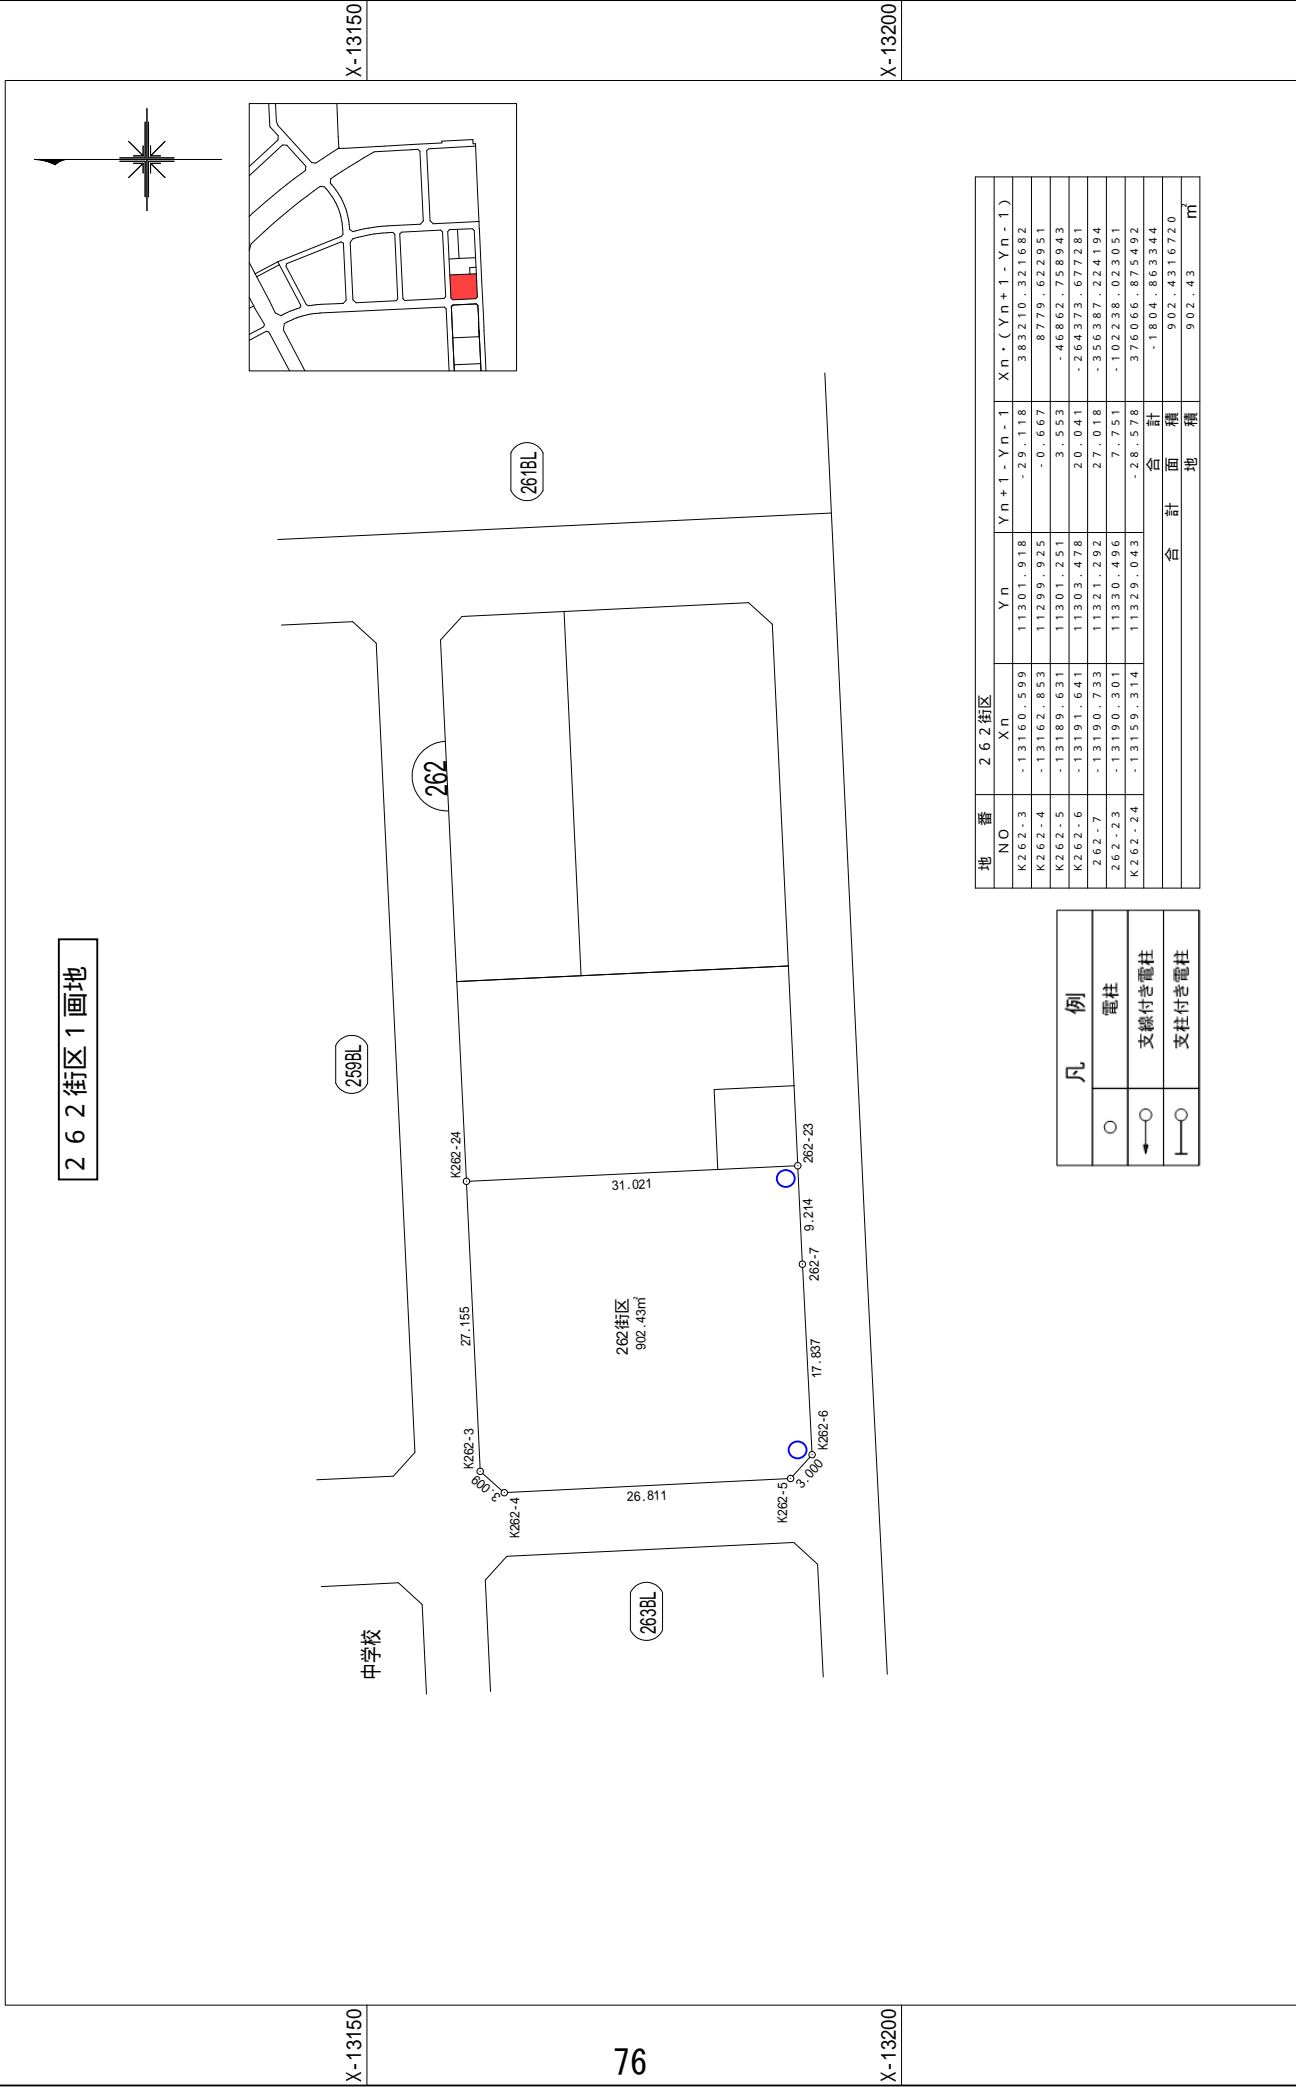 ２６２街区１画地
X-13150
X-13200
259BL
262
261BL
263BL
中学校
K262-3
27.155
K262-24
3.009
K262-4
26.811
262街区
902.43㎡
31.021
K262-5
3.000
K262-6
17.837
262-7
9.214
262-23
凡 例
電柱
支線付き電柱
支柱付き電柱
地 番 ２６２街区
NO Xn Yn Yn+1-Yn-1 Xn・(Yn+1-Yn-1)
K262-3 -13160.599 11301.918 -29.118 383210.321682
K262-4 -13162.853 11299.925 -0.667 8779.622951
K262-5 -13189.631 11301.251 3.553 -46862.758943
K262-6 -13191.641 11303.478 20.041 -264373.677281
262-7 -13190.733 11321.292 27.018 -356387.224194
262-23 -13190.301 11330.496 7.751 -102238.023051
K262-24 -13159.314 11329.043 -28.578 376066.875492
合 計 -1804.863344
合 計 面 積 902.4316720
地 積 902.43 ㎡
X-13150
X-13200
76